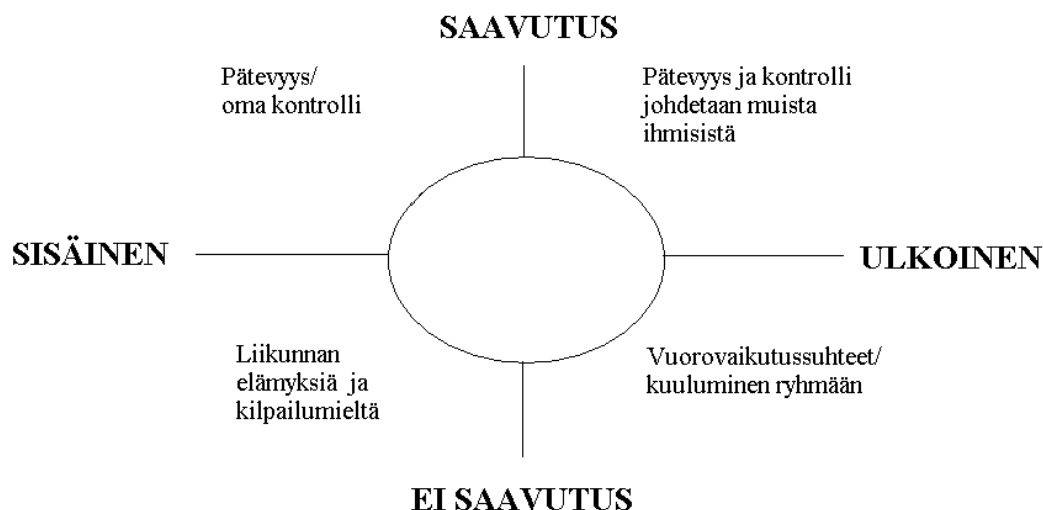 SAAVUTUS
Pätevyys/
oma kontrolli
Pätevyys ja kontrolli
johdetaan muista
ihmisistä
SISÄINEN
ULKOINEN
Liikunnan
elämyksiä ja
kilpailumieltä
Vuorovaikutussuhteet/
kuuluminen ryhmään
EI SAAVUTUS